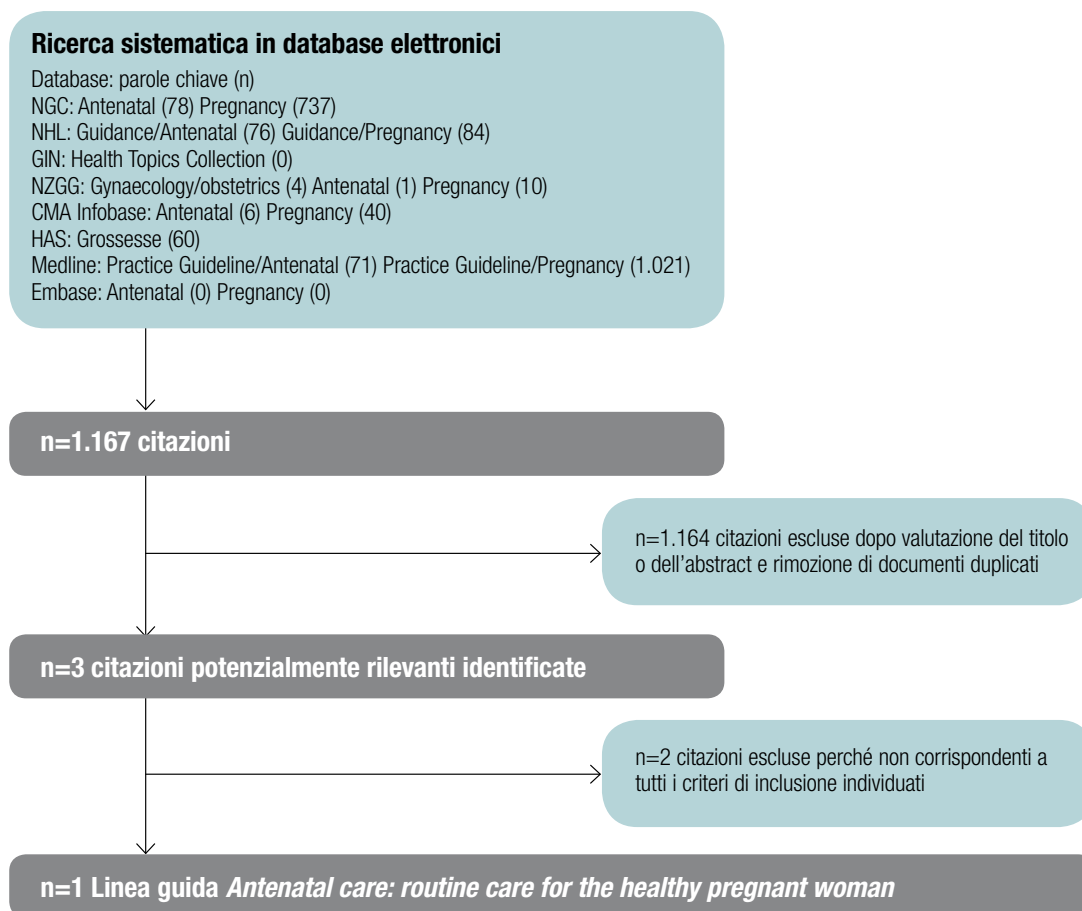 Ricerca sistematica in database elettronici
Database: parole chiave (n)
NGC: Antenatal (78) Pregnancy (737)
NHL: Guidance/Antenatal (76) Guidance/Pregnancy (84)
GIN: Health Topics Collection (0)
NZGG: Gynaecology/obstetrics (4) Antenatal (1) Pregnancy (10)
CMA Infobase: Antenatal (6) Pregnancy (40)
HAS: Grossesse (60)
Medline: Practice Guideline/Antenatal (71) Practice Guideline/Pregnancy (1.021)
Embase: Antenatal (0) Pregnancy (0)
n=1.167 citazioni
n=1.164 citazioni escluse dopo valutazione del titolo
o dell'abstract e rimozione di documenti duplicati
n=3 citazioni potenzialmente rilevanti identificate
n=2 citazioni escluse perché non corrispondenti a
tutti i criteri di inclusione individuati
n=1 Linea guida Antenatal care: routine care for the healthy pregnant woman